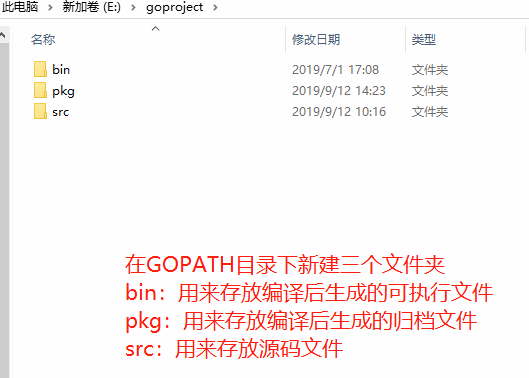 此电脑 › 新加卷 (E:) › goproject ›
名称 修改日期 类型
bin 2019/7/1 17:08 文件夹
pkg 2019/9/12 14:23 文件夹
src 2019/9/12 10:16 文件夹
在GOPATH目录下新建三个文件夹
bin：用来存放编译后生成的可执行文件
pkg：用来存放编译后生成的归档文件
src：用来存放源码文件